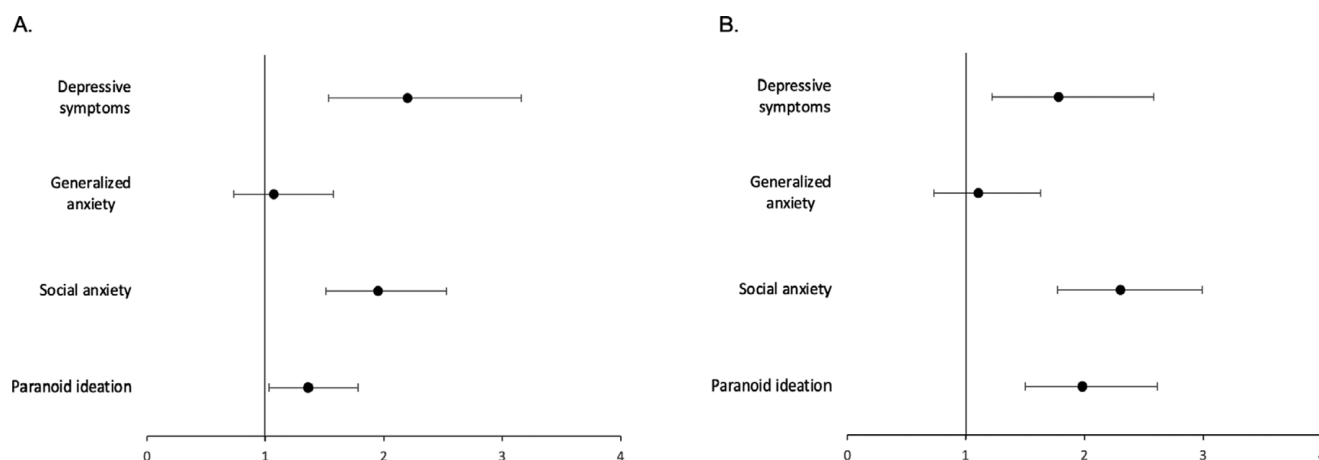 A.
Depressive
symptoms
Generalized
anxiety
Social anxiety
Paranoid ideation
0 1 2 3 4
B.
Depressive
symptoms
Generalized
anxiety
Social anxiety
Paranoid ideation
0 1 2 3 4